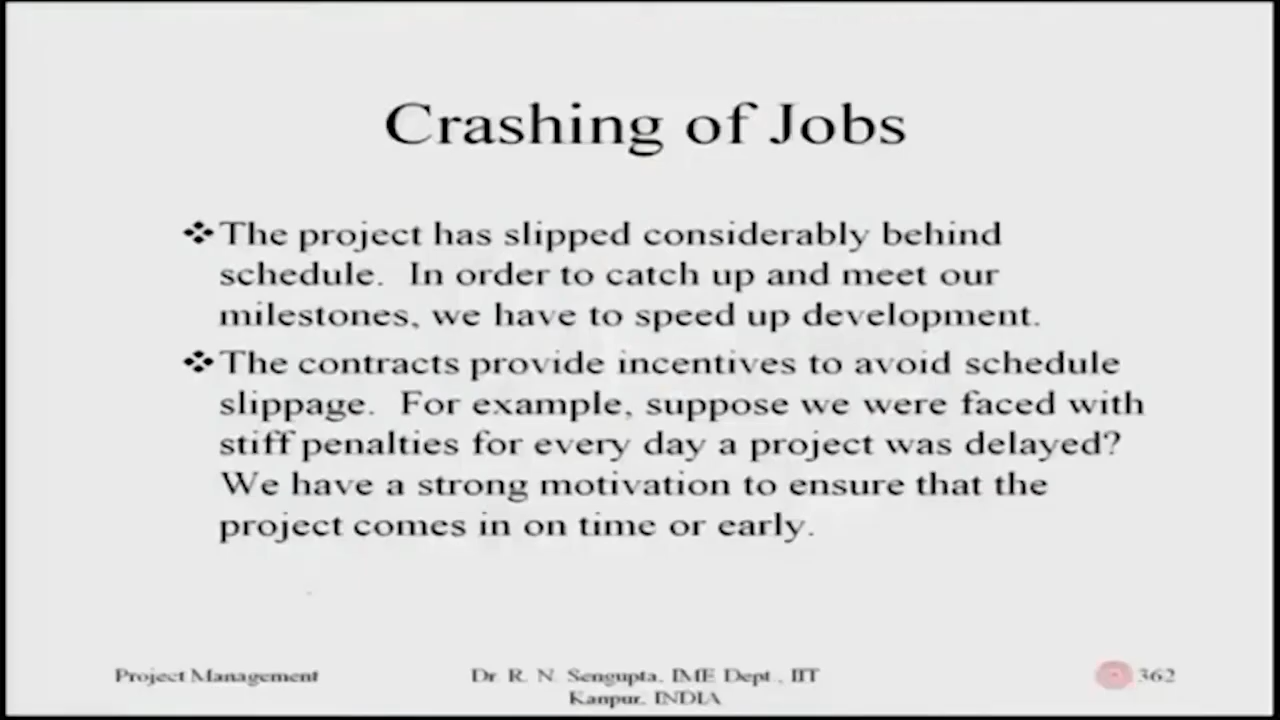 Crashing of Jobs
❖The project has slipped considerably behind
schedule. In order to catch up and meet our
milestones, we have to speed up development.
❖The contracts provide incentives to avoid schedule
slippage. For example, suppose we were faced with
stiff penalties for every day a project was delayed?
We have a strong motivation to ensure that the
project comes in on time or early.
Project Management
Dr. R. N. Sengupta, IME Dept., IIT
Kanpur, INDIA
362